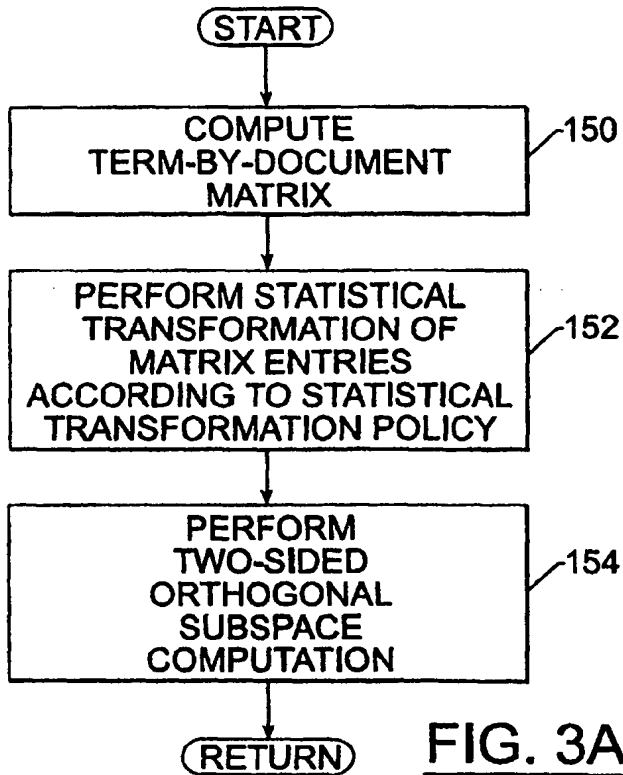 START
COMPUTE
TERM-BY-DOCUMENT
MATRIX
150
PERFORM STATISTICAL
TRANSFORMATION OF
MATRIX ENTRIES
ACCORDING TO STATISTICAL
TRANSFORMATION POLICY
152
PERFORM
TWO-SIDED
ORTHOGONAL
SUBSPACE
COMPUTATION
154
RETURN
FIG. 3A